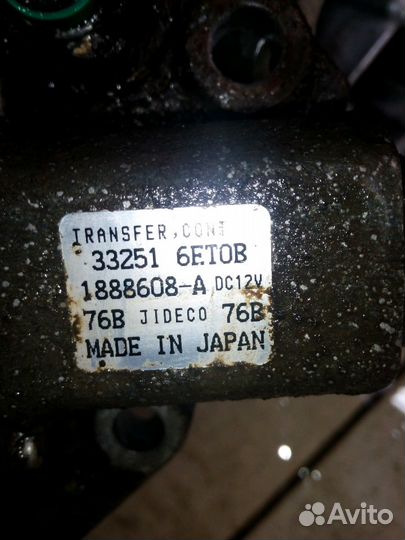 TRANSFER,CONT
33251 6ET0B
1888608-A DC12V
76B JIDECO 76B
MADE IN JAPAN
Avito